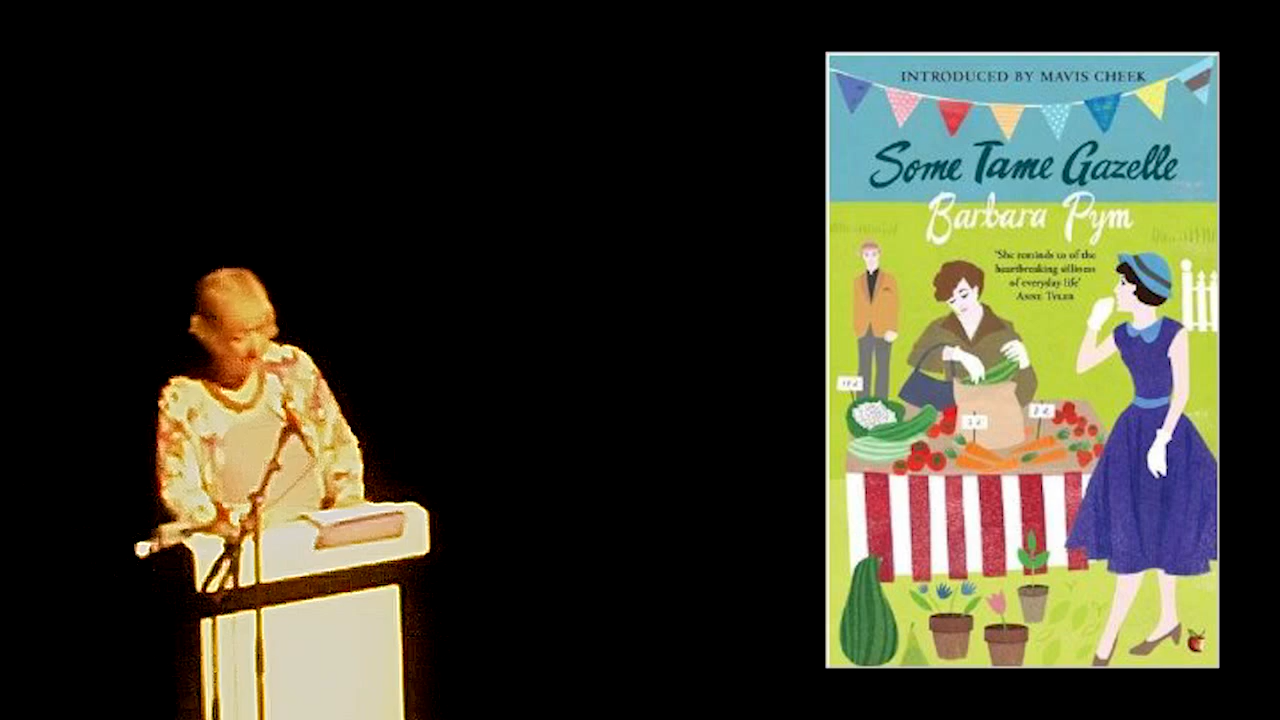 INTRODUCED BY MAVIS CHEEK
Some Tame Gazelle
Barbara Pym
'She reminds us of the
heartbreaking silliness
of everyday life'
ANNE TYLER